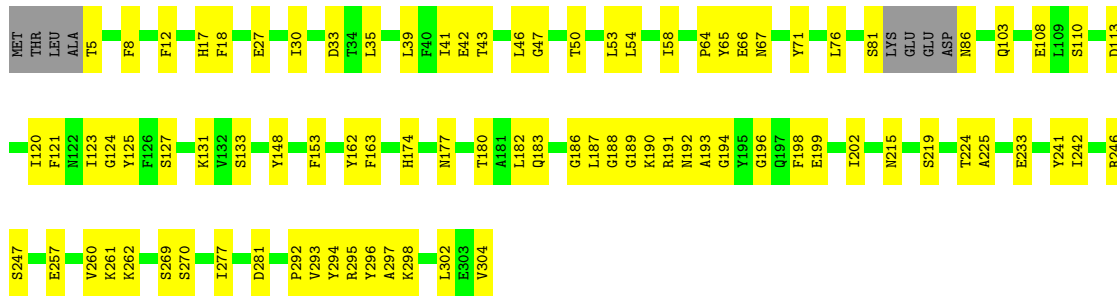 MET THR LEU ALA T5 F8 F12 H17 F18 E27 I30 D33 T34 L35 L39 F40 I41 E42 T43 L46 G47 T50 L53 L54 I58 P64 Y65 E66 N67 Y71 L76 S81 LYS GLU GLU ASP N86 Q103 E108 L109 S110 D113
I120 F121 N122 I123 G124 Y125 F126 S127 K131 V132 S133 Y148 F153 Y162 F163 H174 N177 T180 A181 L182 Q183 G186 L187 G188 G189 K190 R191 N192 A193 G194 Y195 G196 Q197 F198 E199 I202 N215 S219 T224 A225 E233 Y241 I242 R246
S247 E257 V260 K261 K262 S269 S270 I277 D281 P292 V293 Y294 R295 Y296 A297 K298 L302 E303 V304